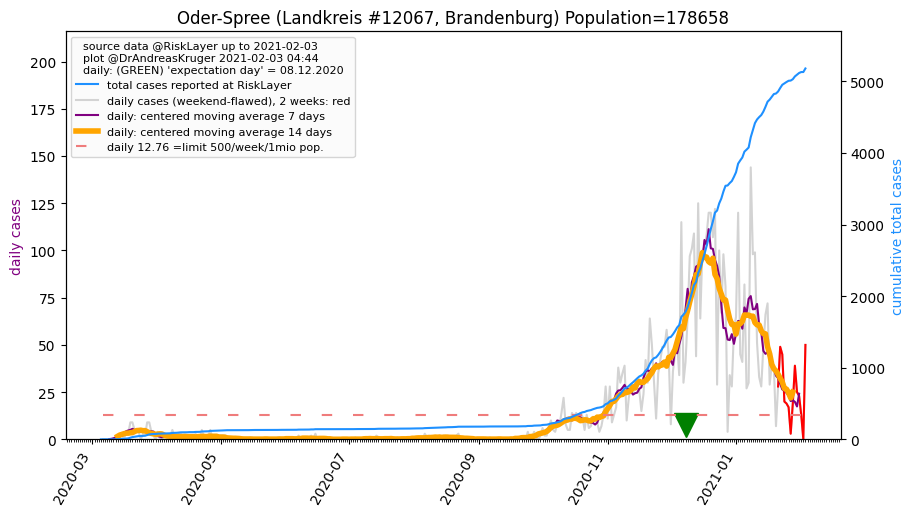 Oder-Spree (Landkreis #12067, Brandenburg) Population=178658
source data @RiskLayer up to 2021-02-03
plot @DrAndreasKruger 2021-02-03 04:44
daily: (GREEN) 'expectation day' = 08.12.2020
total cases reported at RiskLayer
daily cases (weekend-flawed), 2 weeks: red
daily: centered moving average 7 days
daily: centered moving average 14 days
daily 12.76 =limit 500/week/1mio pop.
daily cases
200
175
150
125
100
75
50
25
0
cumulative total cases
5000
4000
3000
2000
1000
0
2020-03
2020-05
2020-07
2020-09
2020-11
2021-01